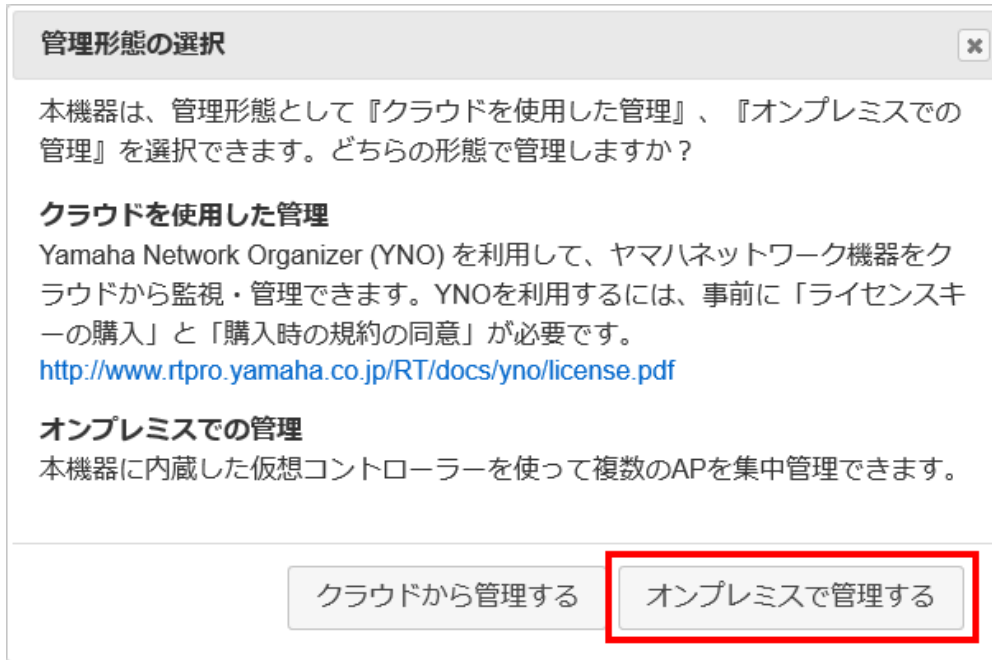 管理形態の選択
本機器は、管理形態として『クラウドを使用した管理』、『オンプレミスでの
管理』を選択できます。どちらの形態で管理しますか？
クラウドを使用した管理
Yamaha Network Organizer (YNO) を利用して、ヤマハネットワーク機器をク
ラウドから監視・管理できます。YNOを利用するには、事前に「ライセンスキ
ーの購入」と「購入時の規約の同意」が必要です。
http://www.rtpro.yamaha.co.jp/RT/docs/yno/license.pdf
オンプレミスでの管理
本機器に内蔵した仮想コントローラーを使って複数のAPを集中管理できます。
クラウドから管理する
オンプレミスで管理する